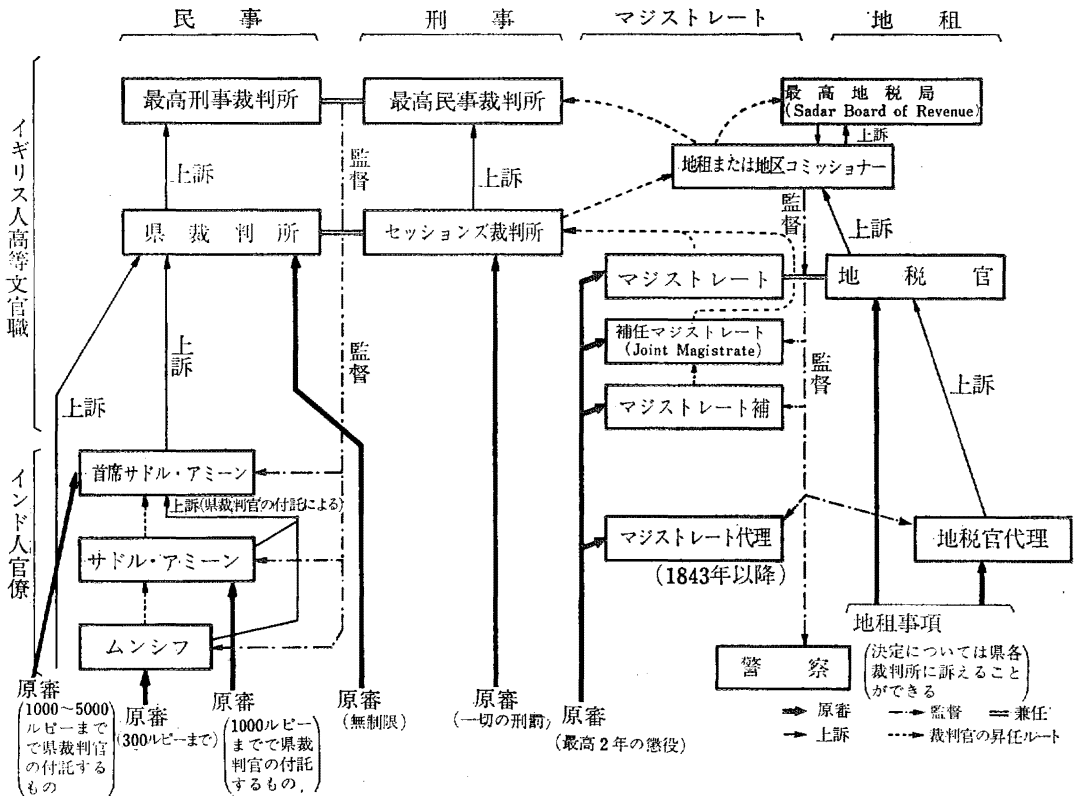 民事
刑事
マジストレート
地租
イギリス人高等文官職
インド人官僚
最高刑事裁判所
最高民事裁判所
最高地税局
(Sadar Board of Revenue)
上訴
上訴
監督
上訴
地租または地区コミッショナー
監督
上訴
県裁判所
セッションズ裁判所
マジストレート
地税官
上訴
監督
補任マジストレート
(Joint Magistrate)
監督
上訴
上訴
マジストレート補
首席サドル・アミーン
上訴(県裁判官の付託による)
サドル・アミーン
マジストレート代理
(1843年以降)
地税官代理
ムンシフ
地租事項
(決定については県各
裁判所に訴えること
ができる)
警察
原審
(1000~5000
ルピーまで
で県裁判官
の付託する
もの)
原審
(300ルピーまで)
原審
(1000ルピー
までで県裁
判官の付託
するもの、)
原審
(無制限)
原審
(一切の刑罰)
原審
(最高2年の懲役)
原審
監督
兼任
上訴
裁判官の昇任ルート